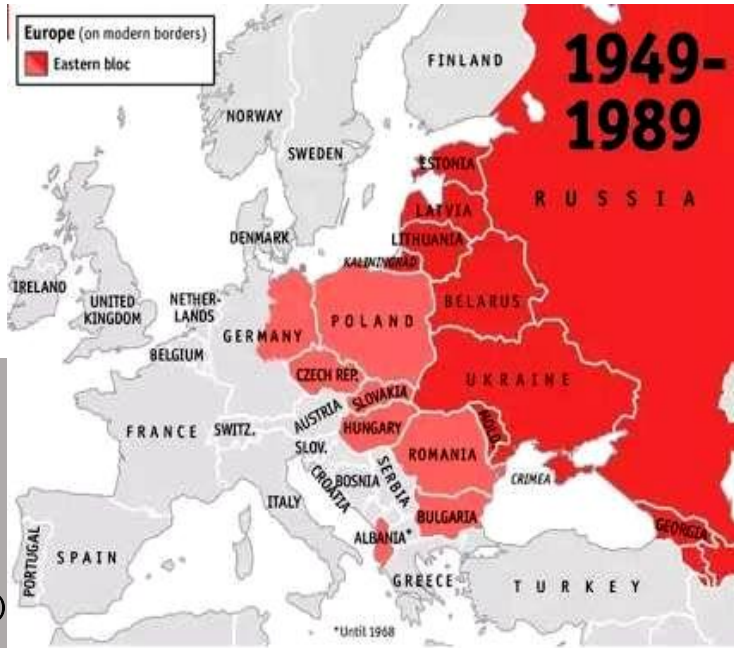 Europe (on modern borders)
Eastern bloc
1949-
1989
FINLAND
NORWAY
SWEDEN
ESTONIA
RUSSIA
LATVIA
DENMARK
LITHUANIA
KALININGRAD
IRELAND
UNITED
KINGDOM
NETHER-
LANDS
BELARUS
GERMANY
POLAND
BELGIUM
CZECH REP.
UKRAINE
SLOVAKIA
AUSTRIA
FRANCE
SWITZ.
HUNGARY
MOLD.
SLOV.
ROMANIA
CROATIA
BOSNIA
SERBIA
CRIMEA
ITALY
BULGARIA
GEORGIA
ALBANIA*
PORTUGAL
SPAIN
GREECE
TURKEY
*Until 1968
)